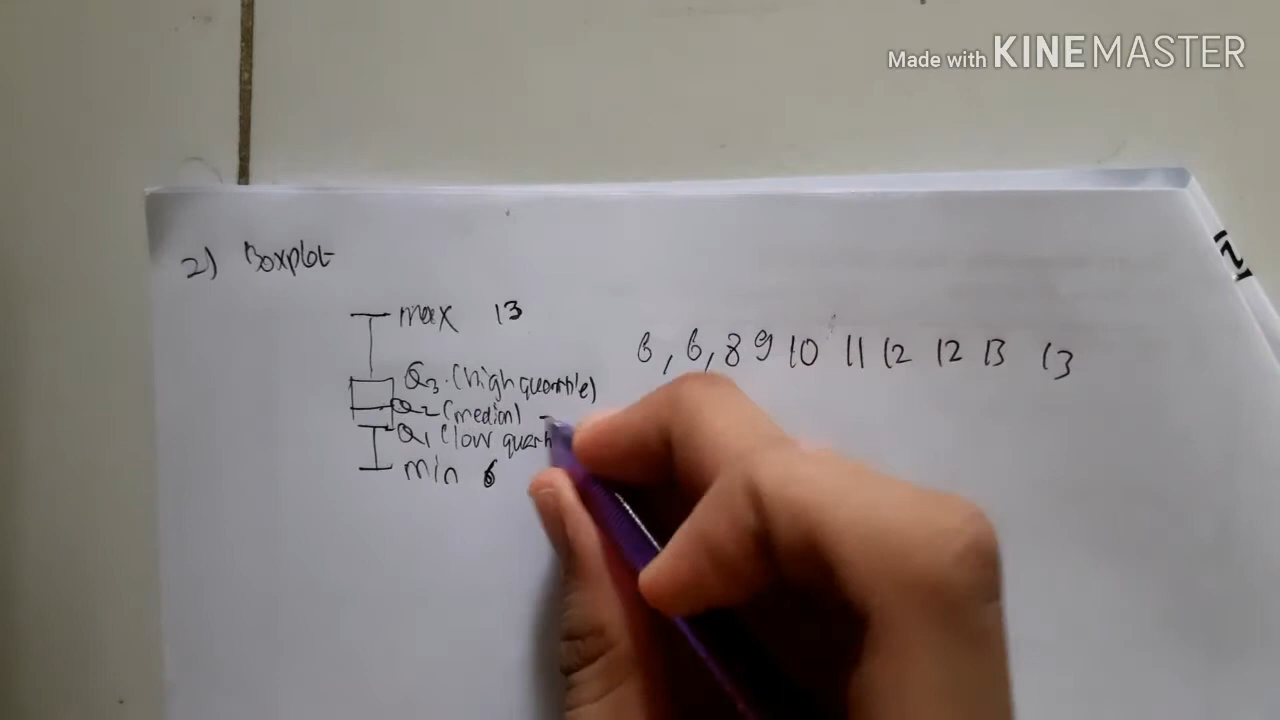 Made with KINEMASTER
2) Boxplot
max 13
6, 6, 8 9 10 11 12 12 13 13
Q3 (high quartile)
Q2 (median)
Q1 (low
min 6